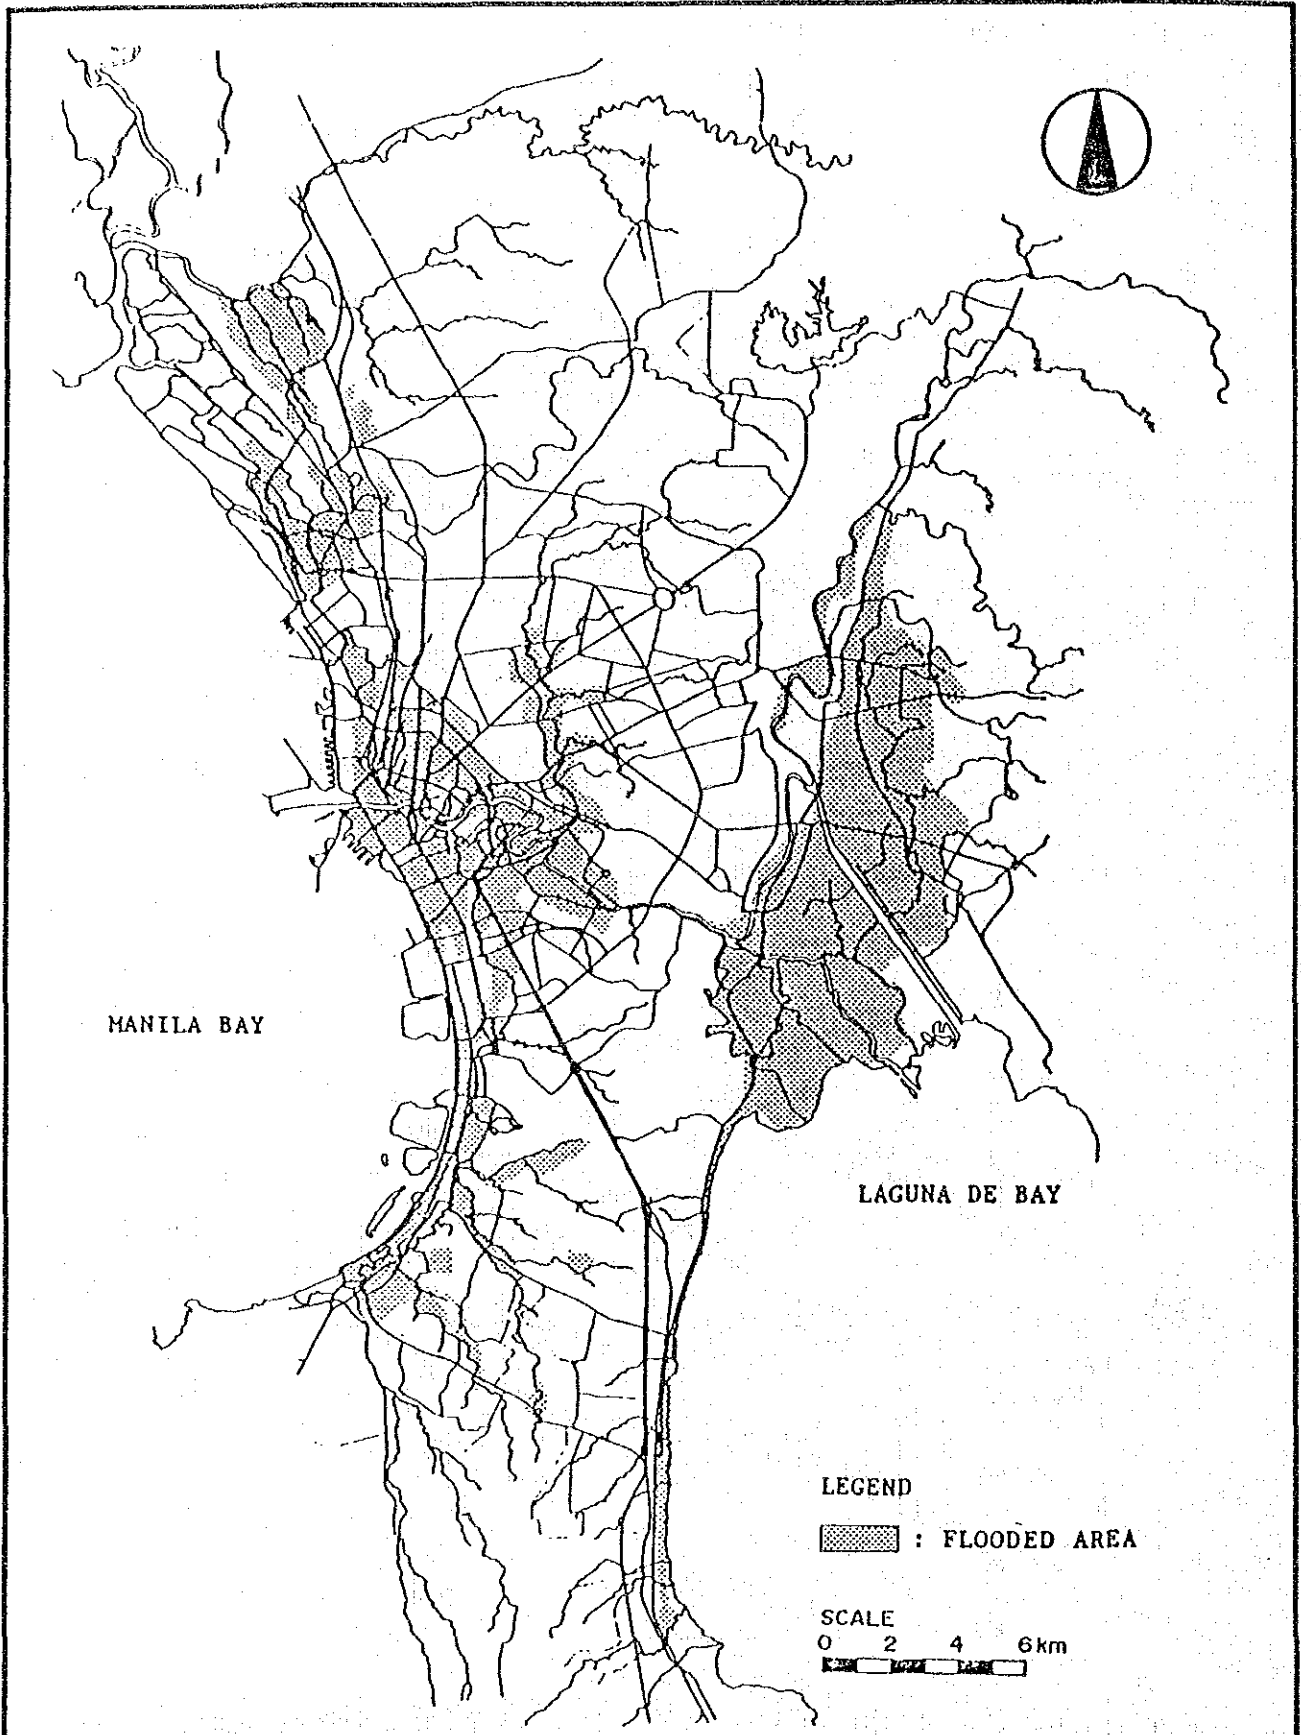 MANILA BAY
LAGUNA DE BAY
LEGEND
: FLOODED AREA
SCALE
0 2 4 6km